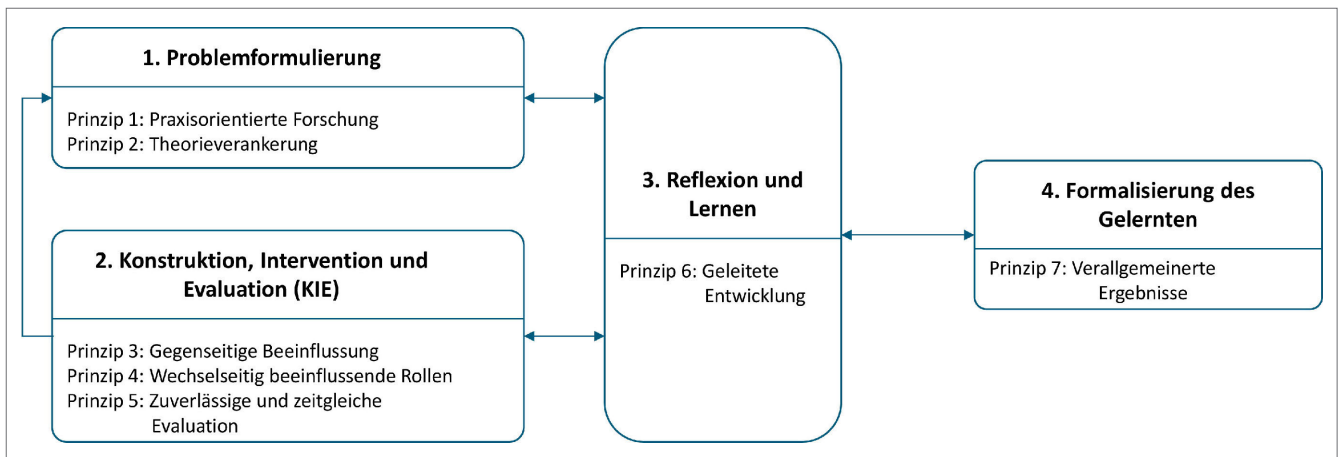 1. Problemformulierung
Prinzip 1: Praxisorientierte Forschung
Prinzip 2: Theorieverankerung
2. Konstruktion, Intervention und
Evaluation (KIE)
Prinzip 3: Gegenseitige Beeinflussung
Prinzip 4: Wechselseitig beeinflussende Rollen
Prinzip 5: Zuverlässige und zeitgleiche
Evaluation
3. Reflexion und
Lernen
Prinzip 6: Geleitete
Entwicklung
4. Formalisierung des
Gelernten
Prinzip 7: Verallgemeinerte
Ergebnisse